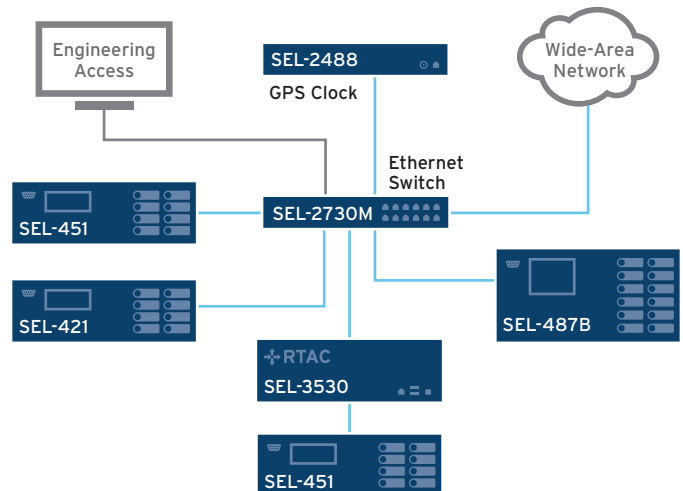 Engineering
Access
SEL-2488
GPS Clock
Wide-Area
Network
Ethernet
Switch
SEL-2730M
SEL-451
SEL-421
SEL-487B
RTAC
SEL-3530
SEL-451